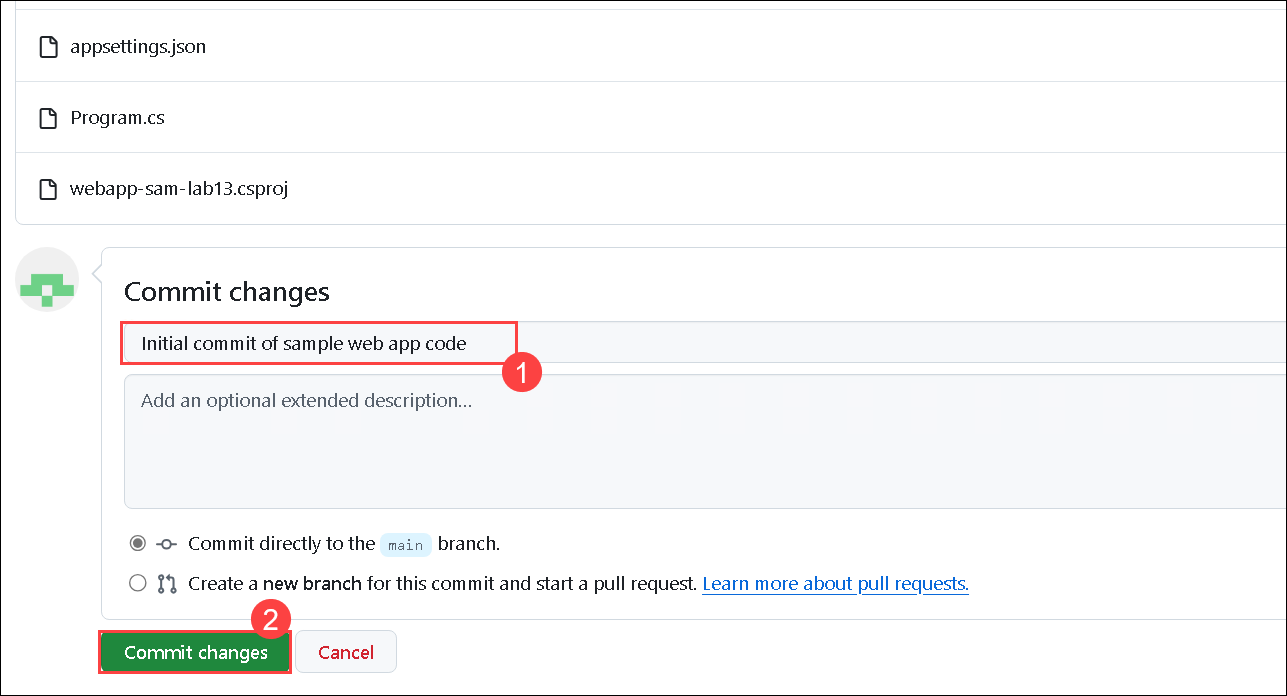 appsettings.json
Program.cs
webapp-sam-lab13.csproj
Commit changes
Initial commit of sample web app code
1
Add an optional extended description...
Commit directly to the main branch.
Create a new branch for this commit and start a pull request. Learn more about pull requests.
2
Commit changes Cancel